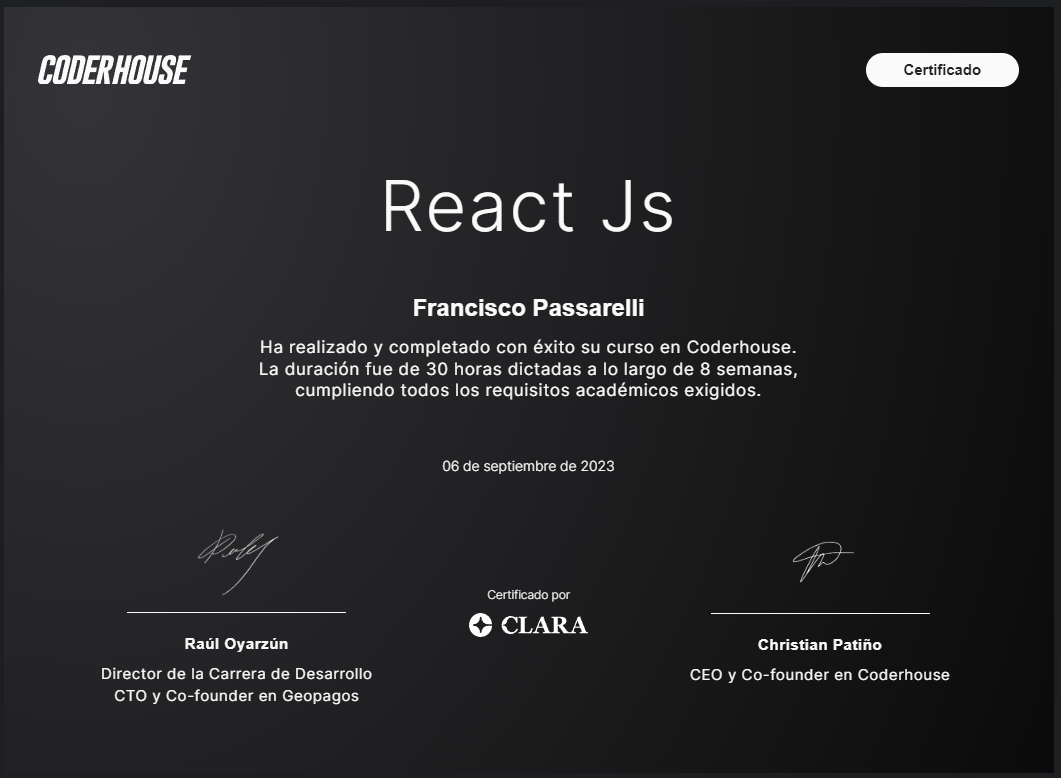 CODERHOUSE
Certificado
React Js
Francisco Passarelli
Ha realizado y completado con éxito su curso en Coderhouse.
La duración fue de 30 horas dictadas a lo largo de 8 semanas,
cumpliendo todos los requisitos académicos exigidos.
06 de septiembre de 2023
Raúl Oyarzún
Director de la Carrera de Desarrollo
CTO y Co-founder en Geopagos
Certificado por
CLARA
Christian Patiño
CEO y Co-founder en Coderhouse